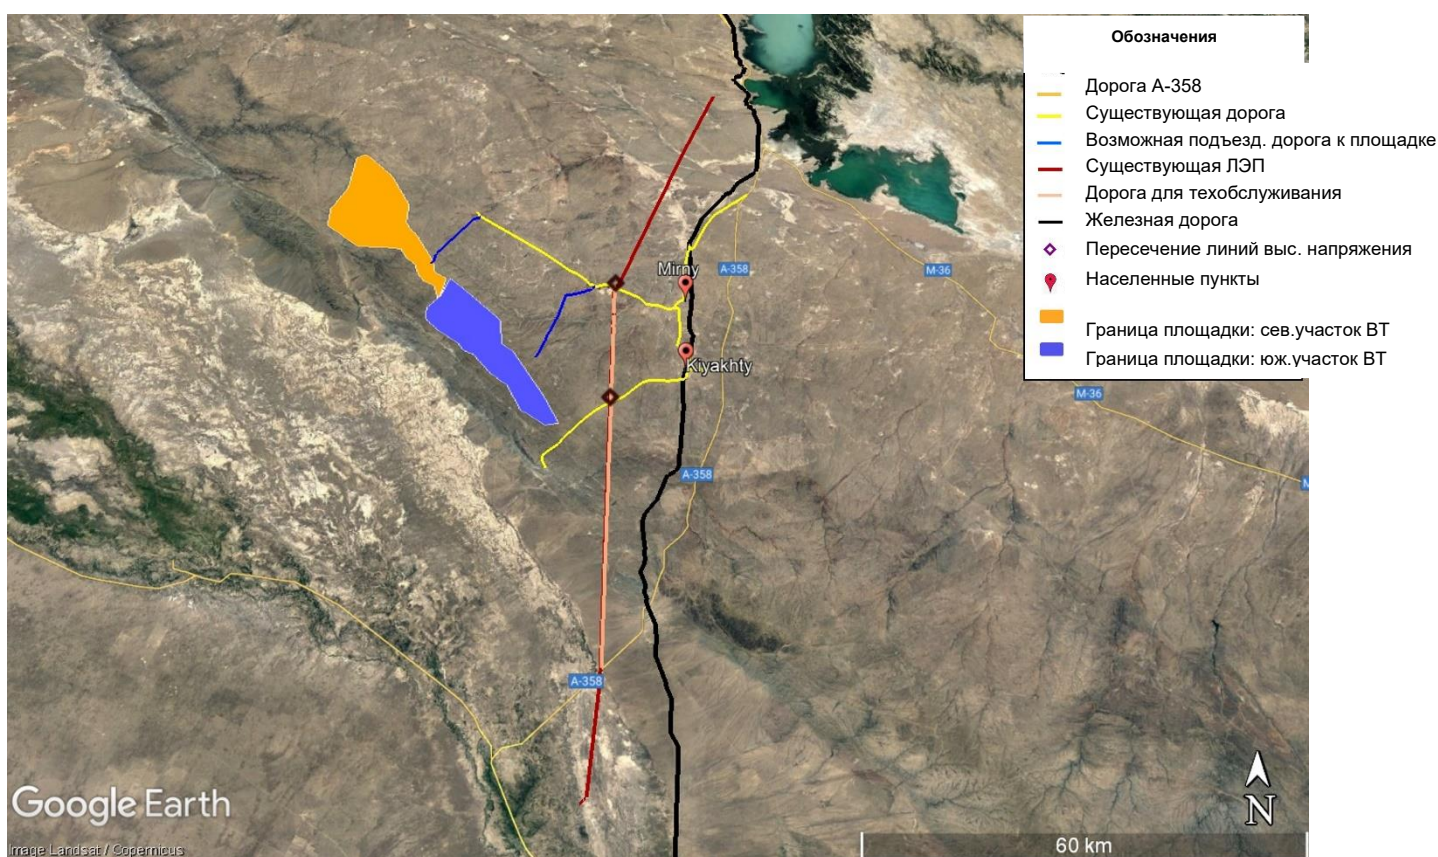 Обозначения
Дорога А-358
Существующая дорога
Возможная подъезд. дорога к площадке
Существующая ЛЭП
Дорога для техобслуживания
Железная дорога
Пересечение линий выс. напряжения
Населенные пункты
Граница площадки: сев.участок ВТ
Граница площадки: юж.участок ВТ
Mirny
A-358
M-36
Kiyakhty
M-36
A-358
M
A-358
Google Earth
Image Landsat / Copernicus
N
60 km